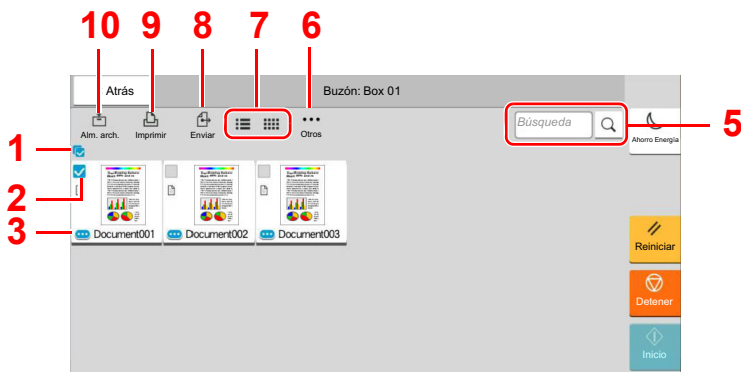 10 9 8 7 6
Atrás
Buzón: Box 01
Alm. arch.
Imprimir
Enviar
Otros
Búsqueda
5
Ahorro Energía
1
2
3
Document001
Document002
Document003
Reiniciar
Detener
Inicio